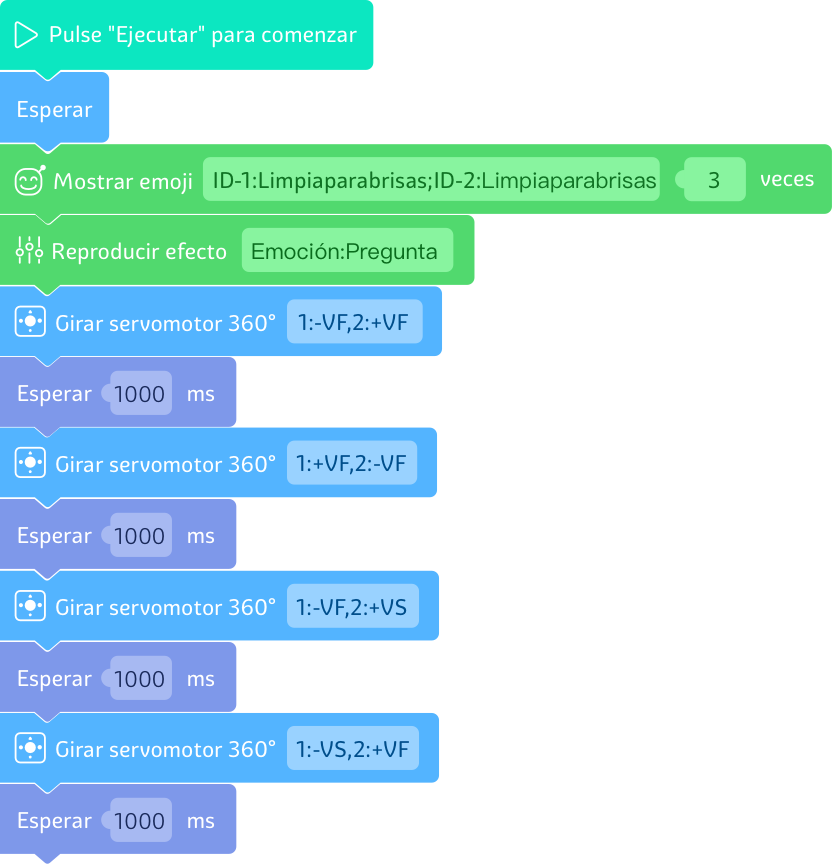 Pulse "Ejecutar" para comenzar
Esperar
Mostrar emoji ID-1:Limpiaparabrisas;ID-2:Limpiaparabrisas 3 veces
Reproducir efecto Emoción:Pregunta
Girar servomotor 360° 1:-VF,2:+VF
Esperar 1000 ms
Girar servomotor 360° 1:+VF,2:-VF
Esperar 1000 ms
Girar servomotor 360° 1:-VF,2:+VS
Esperar 1000 ms
Girar servomotor 360° 1:-VS,2:+VF
Esperar 1000 ms